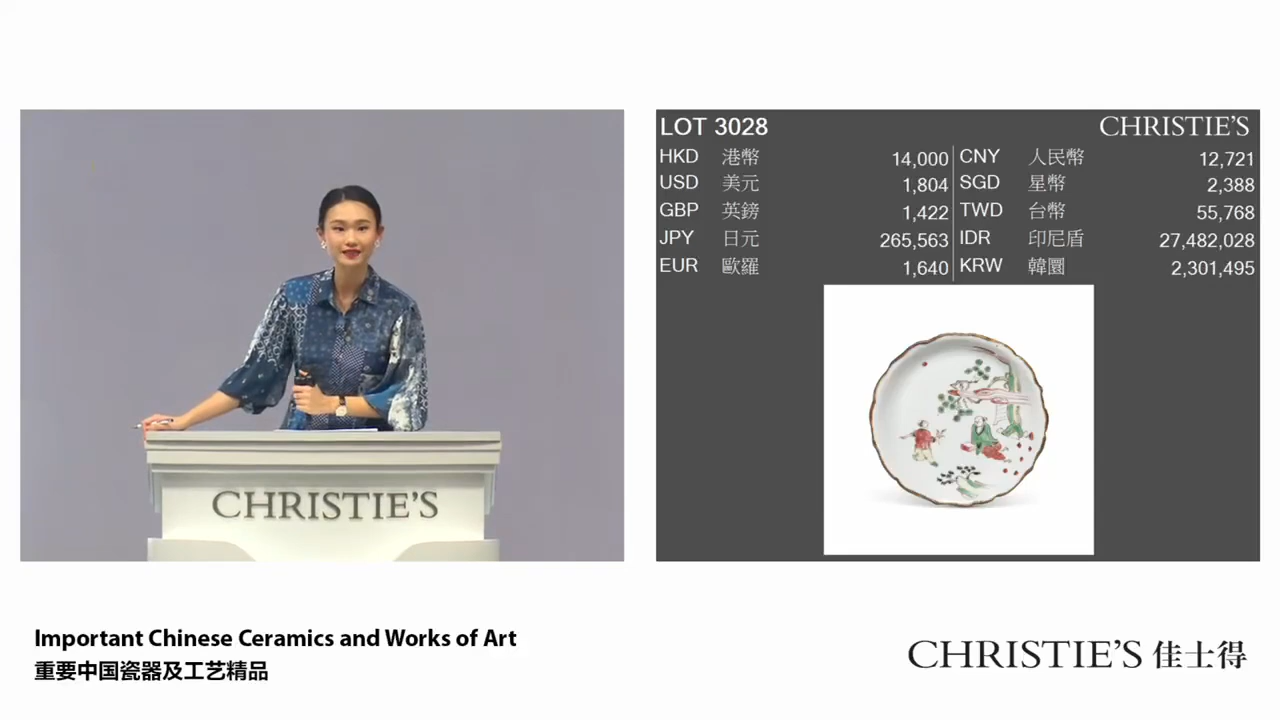 LOT 3028 CHRISTIE'S
HKD 港幣 14,000 CNY 人民幣 12,721
USD 美元 1,804 SGD 星幣 2,388
GBP 英鎊 1,422 TWD 台幣 55,768
JPY 日元 265,563 IDR 印尼盾 27,482,028
EUR 歐羅 1,640 KRW 韓圜 2,301,495
CHRISTIE'S
Important Chinese Ceramics and Works of Art
重要中国瓷器及工艺精品
CHRISTIE'S 佳士得